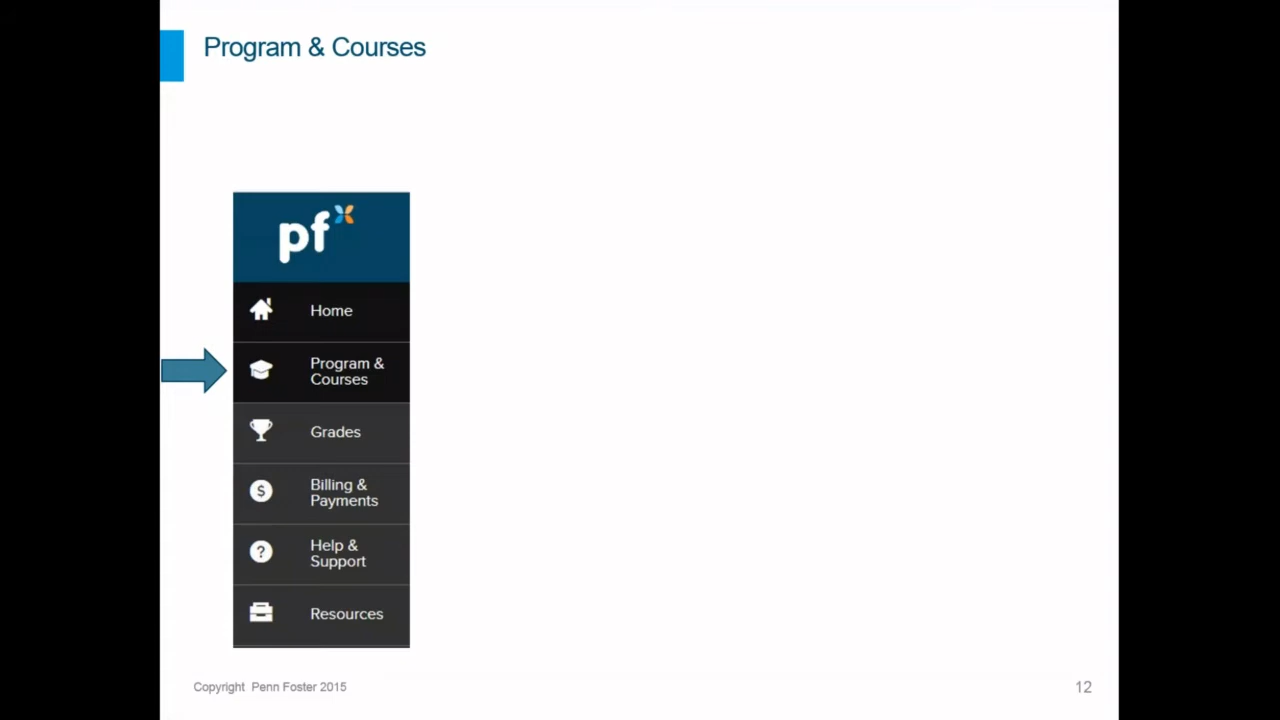 Program & Courses
pf
Home
Program &
Courses
Grades
$
Billing &
Payments
?
Help &
Support
Resources
Copyright Penn Foster 2015
12